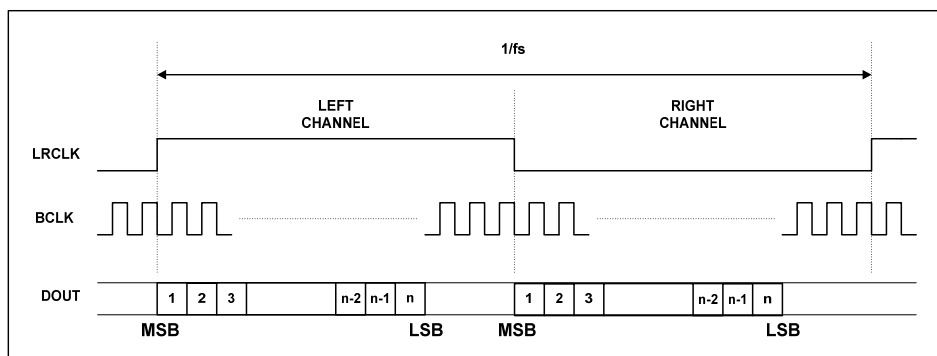 1/fs
LEFT
CHANNEL
RIGHT
CHANNEL
LRCLK
BCLK
DOUT 1 2 3 n-2 n-1 n 1 2 3 n-2 n-1 n
MSB LSB MSB LSB